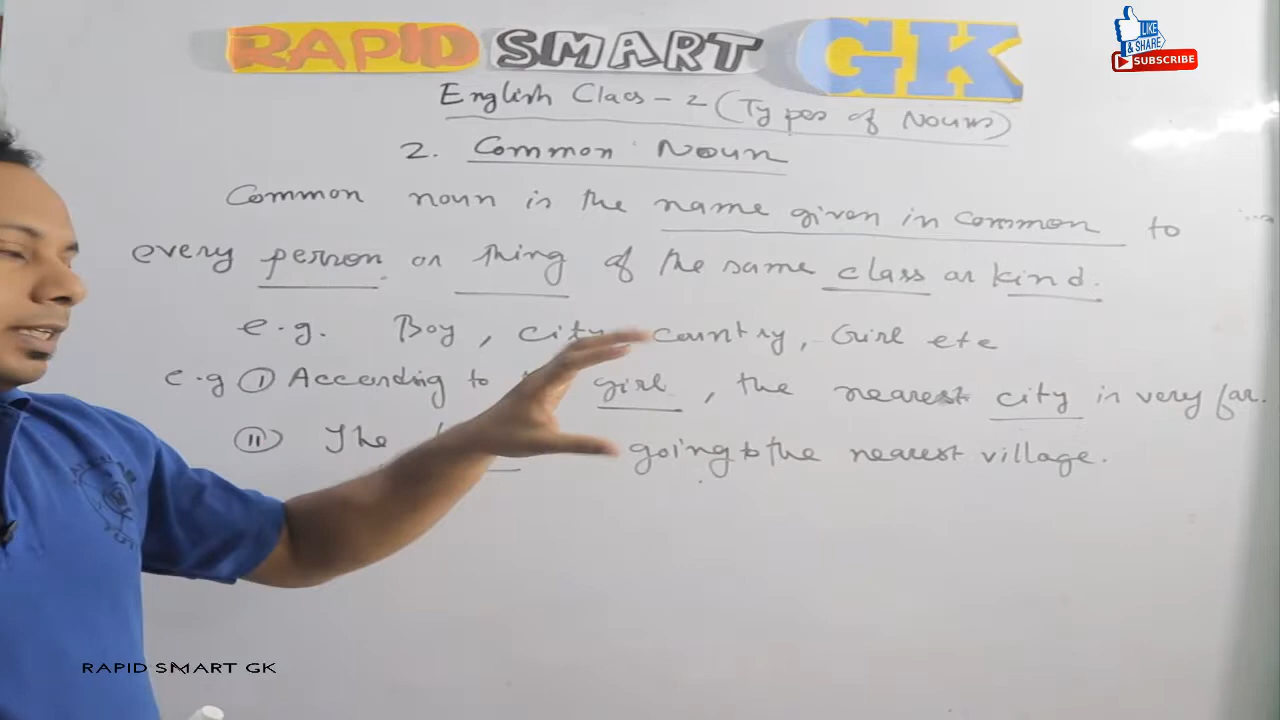 RAPID SMART GK
LIKE
& SHARE
SUBSCRIBE
English Class - 2 (Types of Nouns)
2. Common Noun
Common noun is the name given in common to
every person or thing of the same class or kind.
e.g. Boy, city, country, Girl etc
e.g (I) According to girl, the nearest city is very far.
(II) The going to the nearest village.
RAPID SMART GK